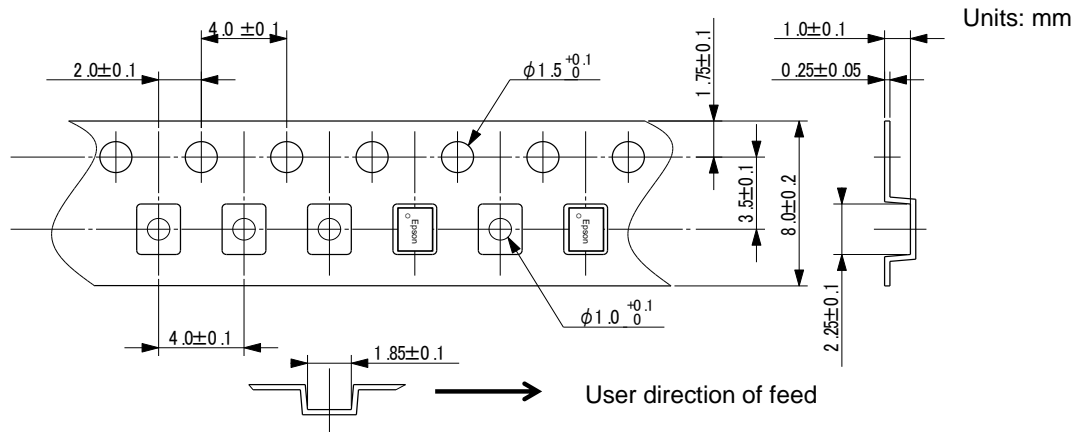 Units: mm
4.0 ±0.1
1.0±0.1
2.0±0.1
φ1.5 +0.1 0
1.75±0.1
0.25±0.05
3.5±0.1
8.0±0.2
Epson
Epson
2.25±0.1
φ1.0 +0.1 0
4.0±0.1
1.85±0.1
User direction of feed